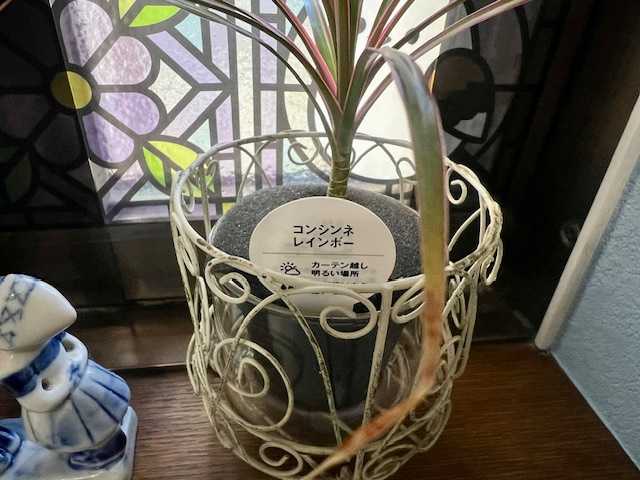 コンシンネ
レインボー
カーテン越し
明るい場所